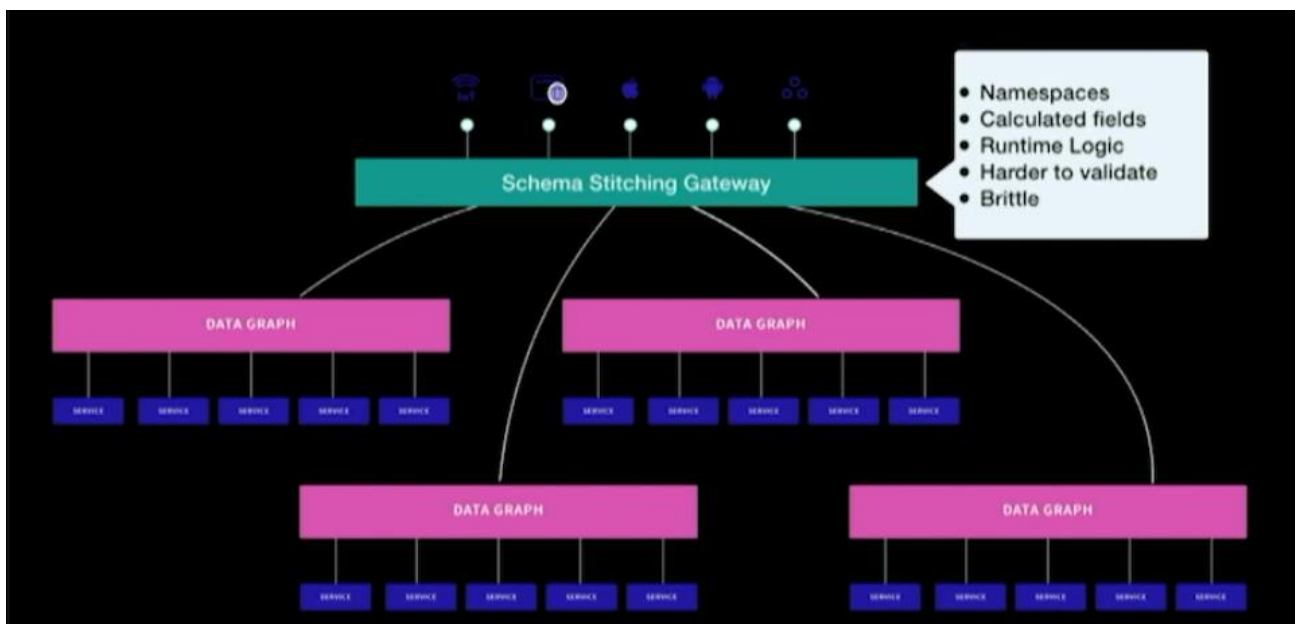 IoT
Schema Stitching Gateway
Namespaces
Calculated fields
Runtime Logic
Harder to validate
Brittle
DATA GRAPH
DATA GRAPH
SERVICE SERVICE SERVICE SERVICE SERVICE
SERVICE SERVICE SERVICE SERVICE SERVICE
DATA GRAPH
DATA GRAPH
SERVICE SERVICE SERVICE SERVICE SERVICE
SERVICE SERVICE SERVICE SERVICE SERVICE